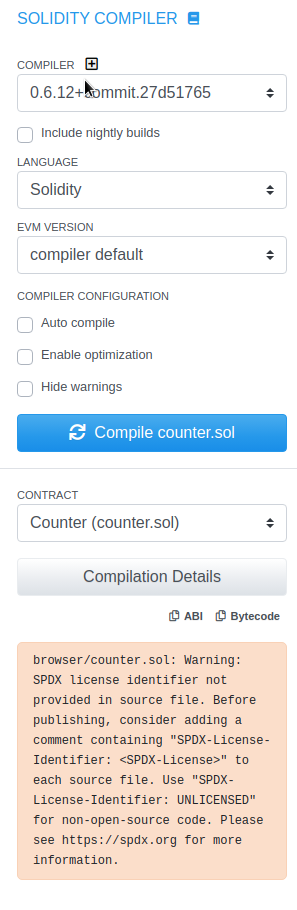 SOLIDITY COMPILER
COMPILER
0.6.12+commit.27d51765
Include nightly builds
LANGUAGE
Solidity
EVM VERSION
compiler default
COMPILER CONFIGURATION
Auto compile
Enable optimization
Hide warnings
Compile counter.sol
CONTRACT
Counter (counter.sol)
Compilation Details
ABI Bytecode
browser/counter.sol: Warning:
SPDX license identifier not
provided in source file. Before
publishing, consider adding a
comment containing "SPDX-License-
Identifier: <SPDX-License>" to
each source file. Use "SPDX-
License-Identifier: UNLICENSED"
for non-open-source code. Please
see https://spdx.org for more
information.